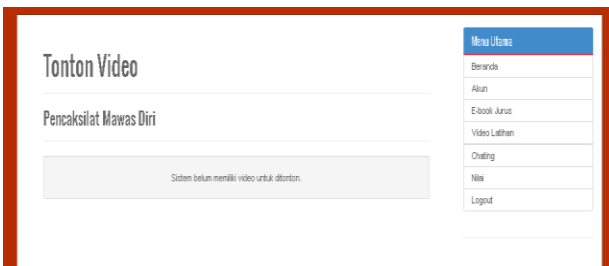 Tonton Video
Pencaksilat Mawas Diri
Sistem belum memiliki video untuk ditonton.
Menu Utama
Beranda
Akun
E-book Jurus
Video Latihan
Chating
Nilai
Logout